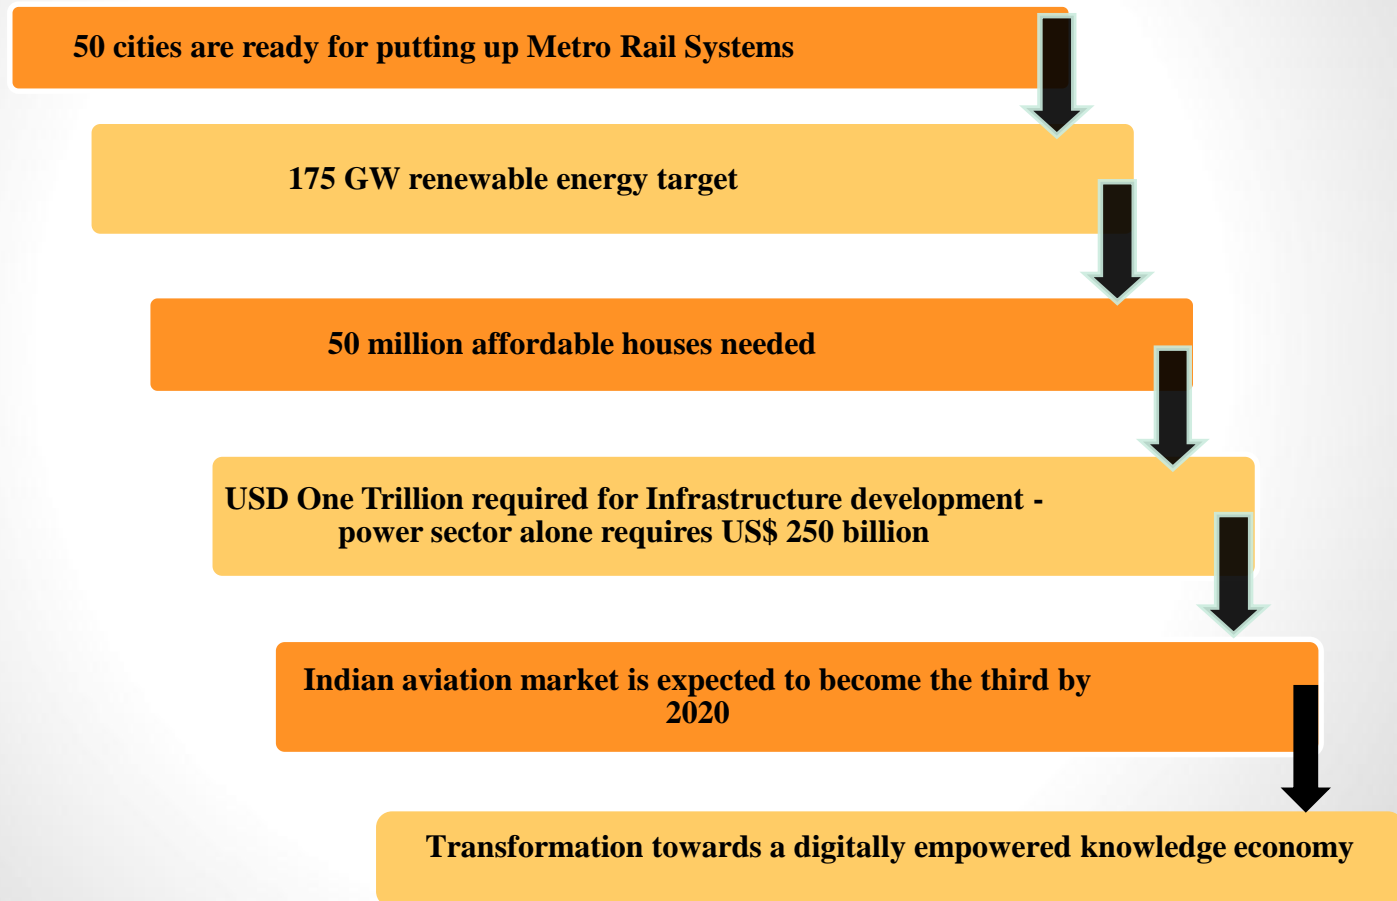 50 cities are ready for putting up Metro Rail Systems
175 GW renewable energy target
50 million affordable houses needed
USD One Trillion required for Infrastructure development -
power sector alone requires US$ 250 billion
Indian aviation market is expected to become the third by
2020
Transformation towards a digitally empowered knowledge economy